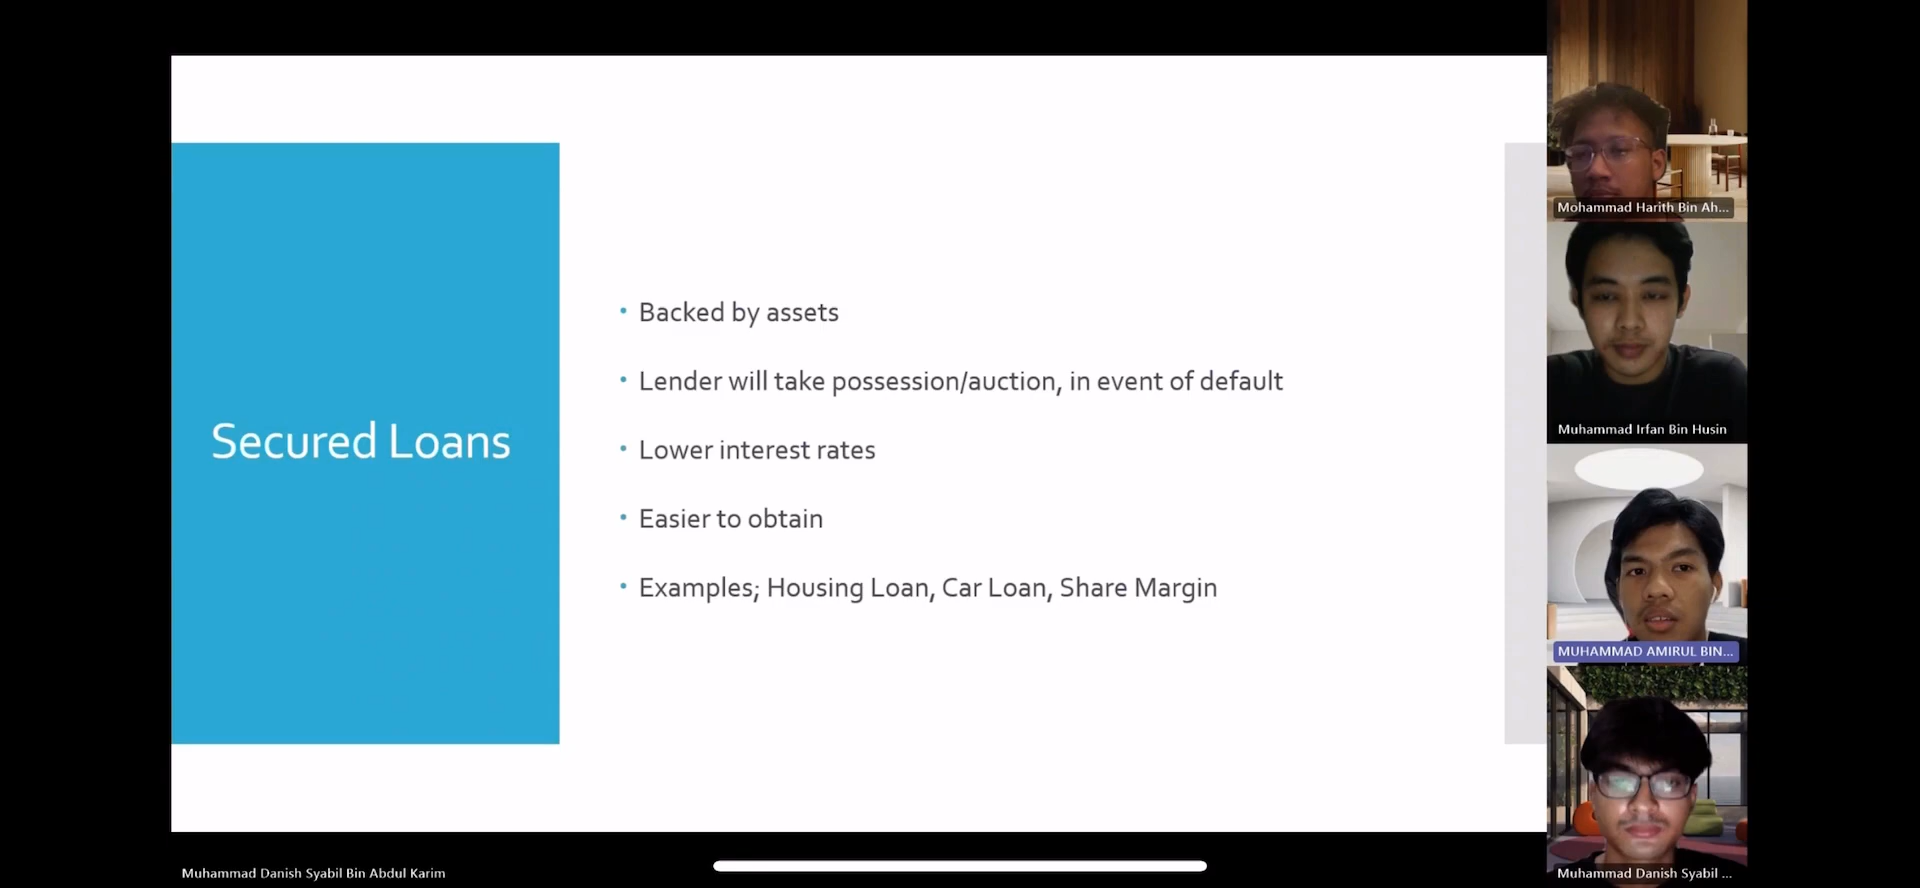 Secured Loans
Backed by assets
Lender will take possession/auction, in event of default
Lower interest rates
Easier to obtain
Examples; Housing Loan, Car Loan, Share Margin
Mohammad Harith Bin Ah...
Muhammad Irfan Bin Husin
MUHAMMAD AMIRUL BIN...
Muhammad Danish Syabil ...
Muhammad Danish Syabil Bin Abdul Karim